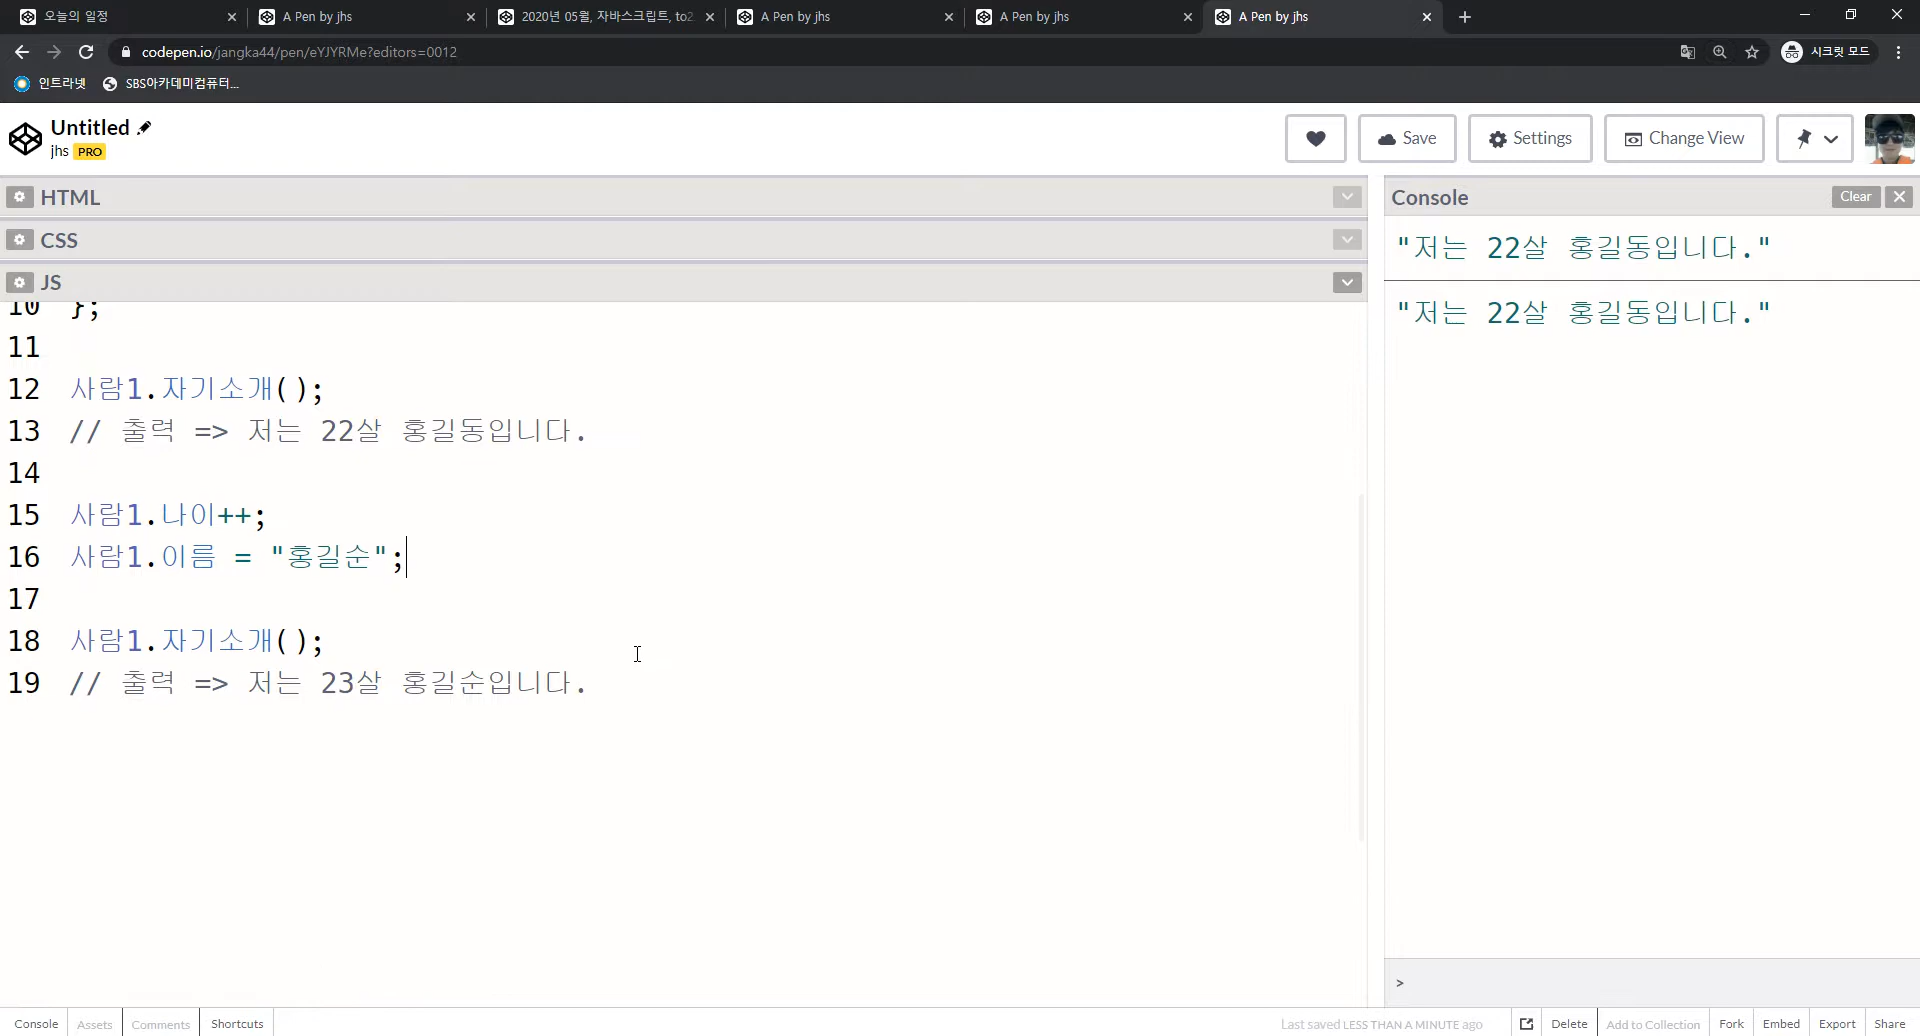 오늘의 일정
A Pen by jhs
2020년 05월, 자바스크립트, to2
A Pen by jhs
A Pen by jhs
A Pen by jhs
codepen.io/jangka44/pen/eYJYRMe?editors=0012
시크릿 모드
인트라넷
SBS아카데미컴퓨터...
Untitled
jhs PRO
Save
Settings
Change View
HTML
CSS
JS
10 };
11
12 사람1.자기소개();
13 // 출력 => 저는 22살 홍길동입니다.
14
15 사람1.나이++;
16 사람1.이름 = "홍길순";
17
18 사람1.자기소개();
19 // 출력 => 저는 23살 홍길순입니다.
Console
Clear
"저는 22살 홍길동입니다."
"저는 22살 홍길동입니다."
>
Console
Assets
Comments
Shortcuts
Last saved LESS THAN A MINUTE ago
Delete
Add to Collection
Fork
Embed
Export
Share